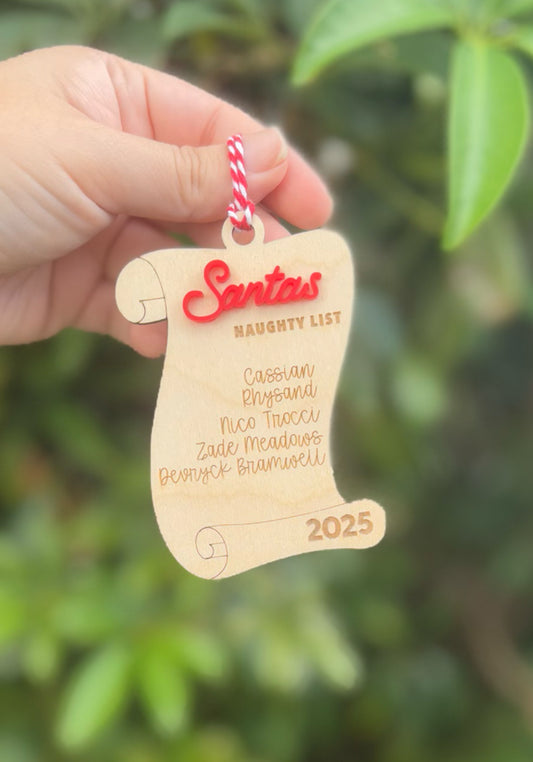 Santas
NAUGHTY LIST
Cassian
Rhysand
Nico Trocci
Zade Meadows
Devryck Bramwell
2025